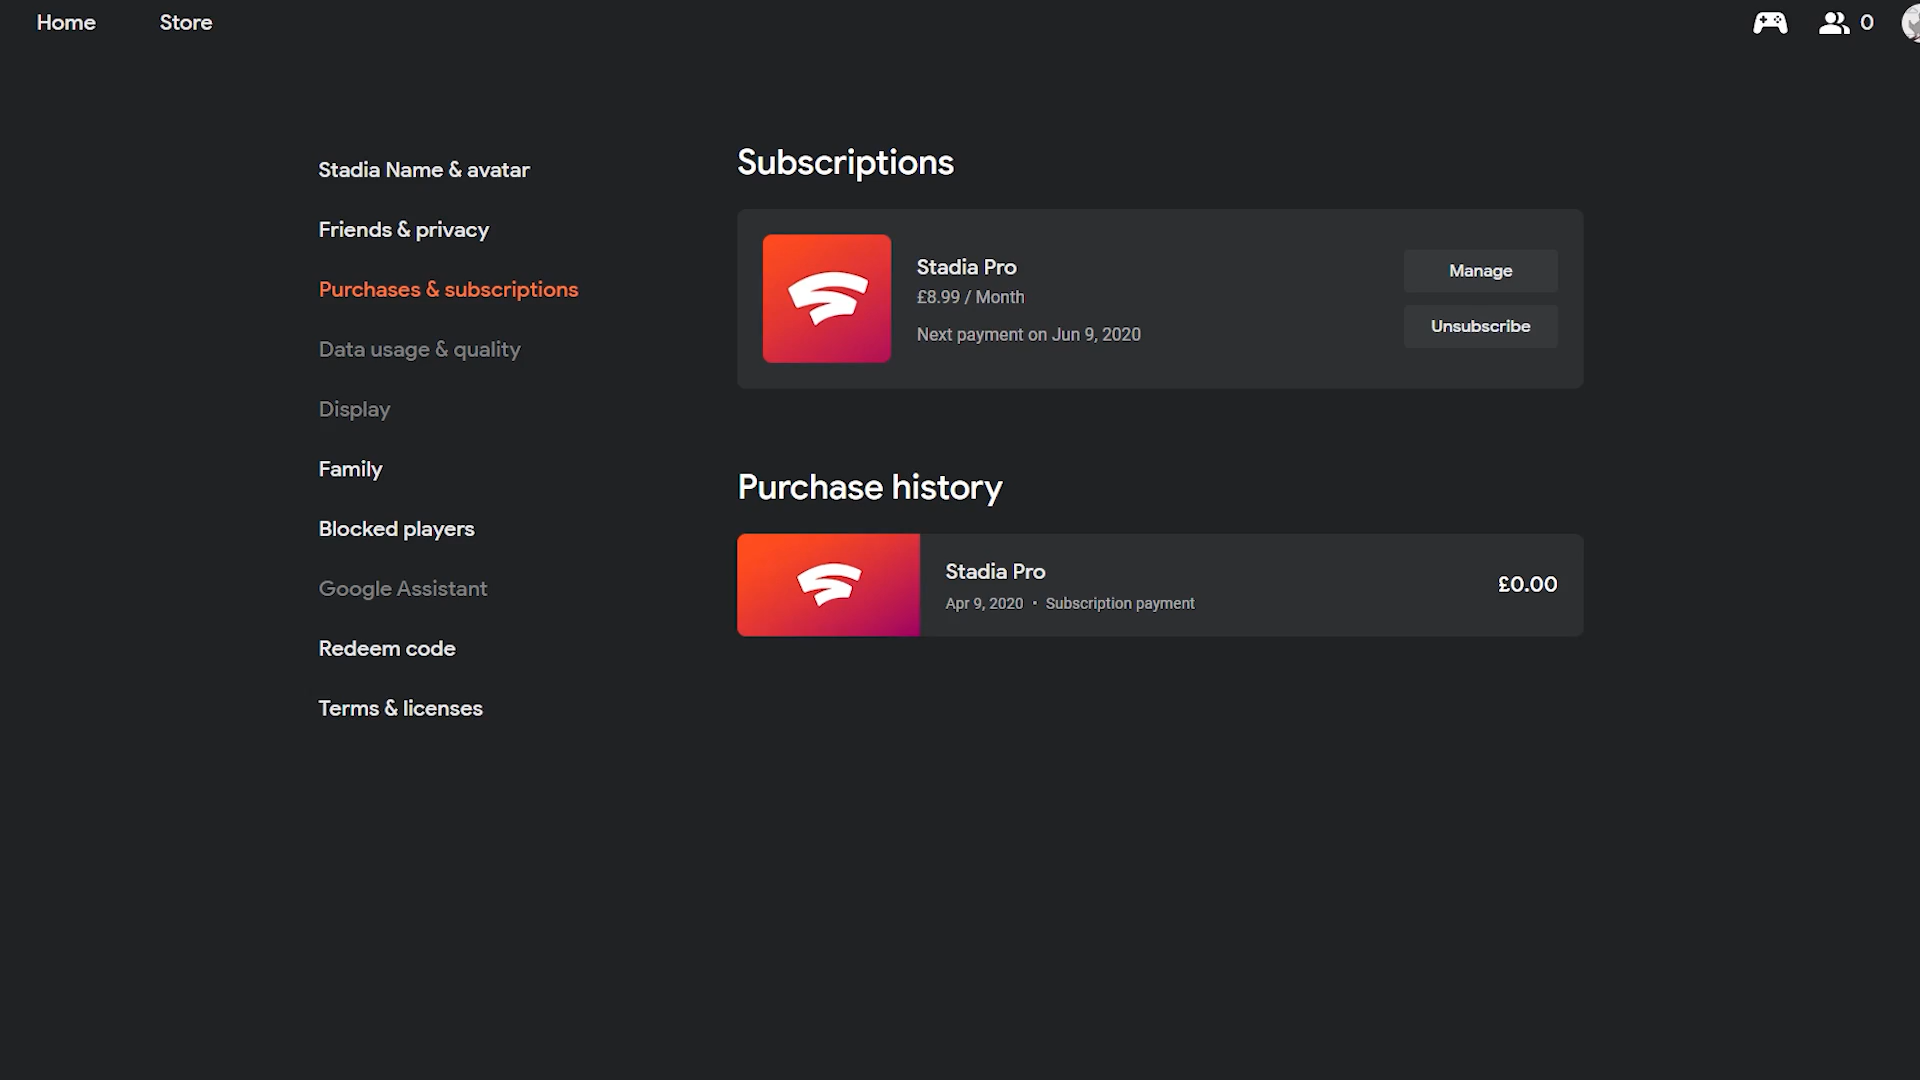 Home
Store
0
Stadia Name & avatar
Friends & privacy
Purchases & subscriptions
Data usage & quality
Display
Family
Blocked players
Google Assistant
Redeem code
Terms & licenses
Subscriptions
Stadia Pro
£8.99 / Month
Next payment on Jun 9, 2020
Manage
Unsubscribe
Purchase history
Stadia Pro
Apr 9, 2020 · Subscription payment
£0.00